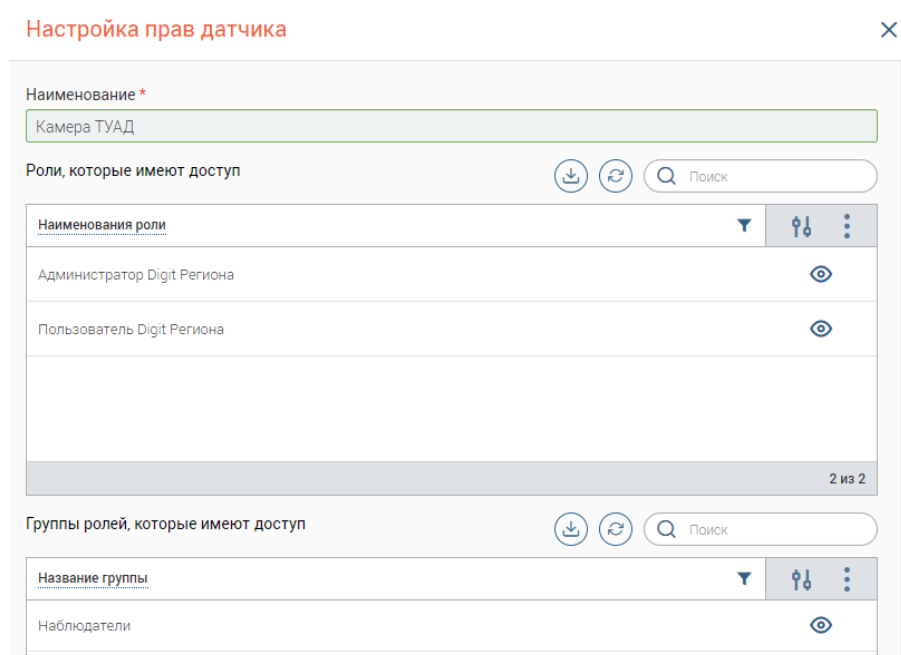 Настройка прав датчика
Наименование *
Камера ТУАД
Роли, которые имеют доступ
Поиск
Наименования роли
Администратор Digit Региона
Пользователь Digit Региона
2 из 2
Группы ролей, которые имеют доступ
Поиск
Название группы
Наблюдатели